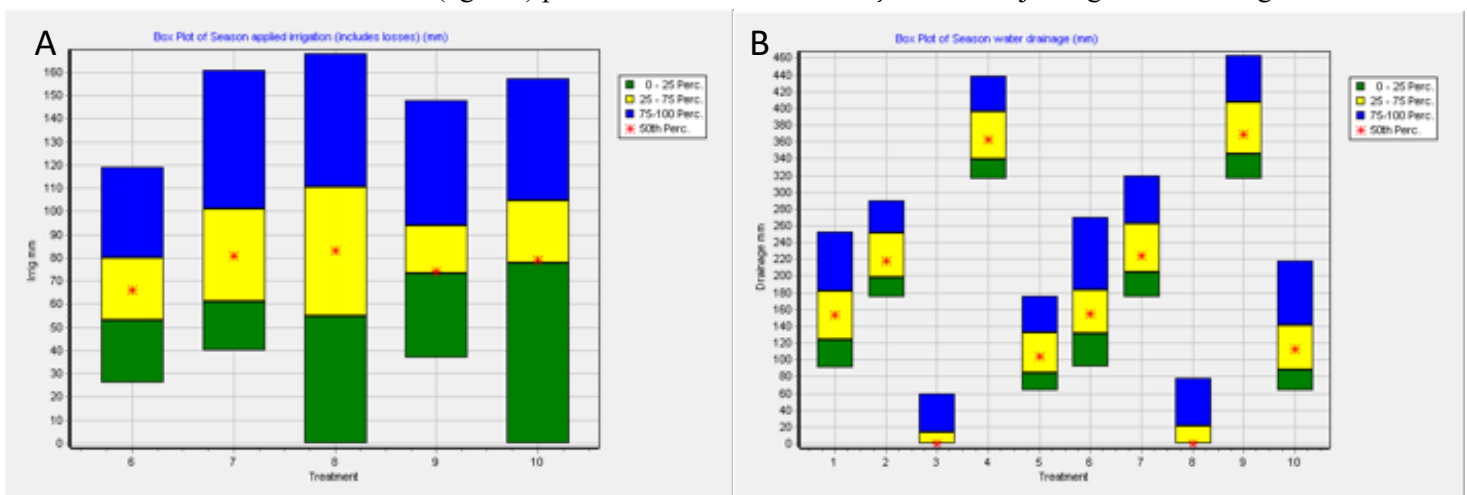 A
Box Plot of Season applied irrigation (includes losses) (mm)
160
150
140
130
120
110
100
90
80
70
60
50
40
30
20
10
0
Irrig mm
6 7 8 9 10
Treatment
0 - 25 Perc.
25 - 75 Perc.
75-100 Perc.
50th Perc.
B
Box Plot of Season water drainage (mm)
460
440
420
400
380
360
340
320
300
280
260
240
220
200
180
160
140
120
100
80
60
40
20
0
Drainage mm
1 2 3 4 5 6 7 8 9 10
Treatment
0 - 25 Perc.
25 - 75 Perc.
75-100 Perc.
50th Perc.